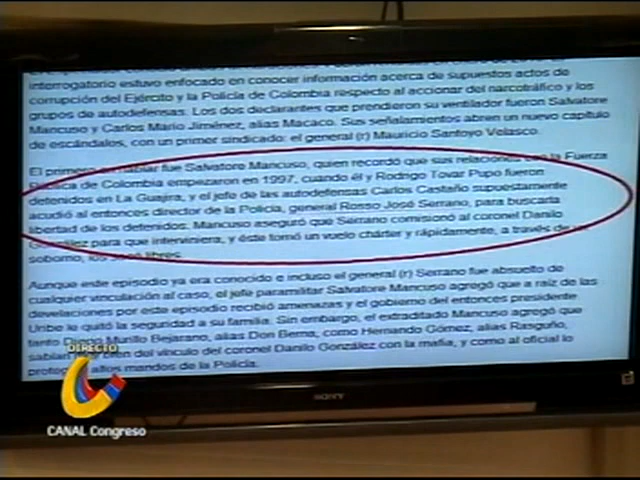 interrogatorio estuvo enfocado en conocer información acerca de supuestos actos de
corrupción del Ejército y la Policía de Colombia respecto al accionar del narcotráfico y los
grupos de autodefensas. Los dos declarantes que prendieron su ventilador fueron Salvatore
Mancuso y Carlos Mario Jiménez, alias Macaco. Sus señalamientos abren un nuevo capítulo
de escándalos, con un primer sindicado: el general (r) Mauricio Santoyo Velasco.
El primero en hablar fue Salvatore Mancuso, quien recordó que sus relaciones con la Fuerza
Pública de Colombia empezaron en 1997, cuando él y Rodrigo Tovar Pupo fueron
detenidos en La Guajira, y el jefe de las autodefensas Carlos Castaño supuestamente
acudió al entonces director de la Policía, general Rosso José Serrano, para buscarla
libertad de los detenidos. Mancuso aseguró que Serrano comisionó al coronel Danilo
González para que interviniera, y éste tomó un vuelo chárter y rápidamente, a través de un
soborno, los libres.
Aunque este episodio ya era conocido e incluso el general (r) Serrano fue absuelto de
cualquier vinculación al caso, el jefe paramilitar Salvatore Mancuso agregó que a raíz de las
develaciones por este episodio recibió amenazas y el gobierno del entonces presidente
Uribe le quitó la seguridad a su familia. Sin embargo, el extraditado Mancuso agregó que
tanto Murillo Bejarano, alias Don Berna, como Hernando Gómez, alias Rasguño,
sabían del vínculo del coronel Danilo González con la mafia, y como al oficial lo
altos mandos de la Policía.
DIRECTO
CANAL Congreso
SONY